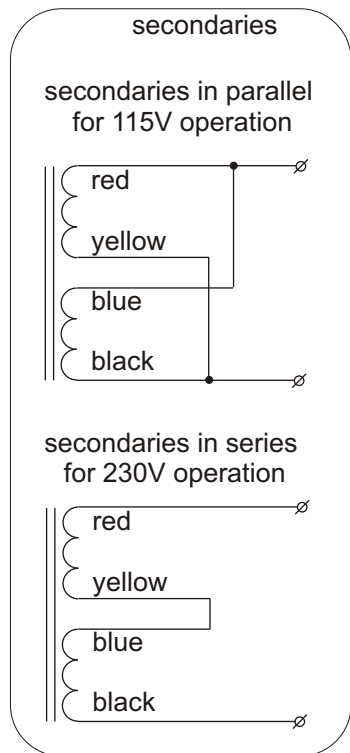 secondaries
secondaries in parallel
for 115V operation
red
yellow
blue
black
secondaries in series
for 230V operation
red
yellow
blue
black